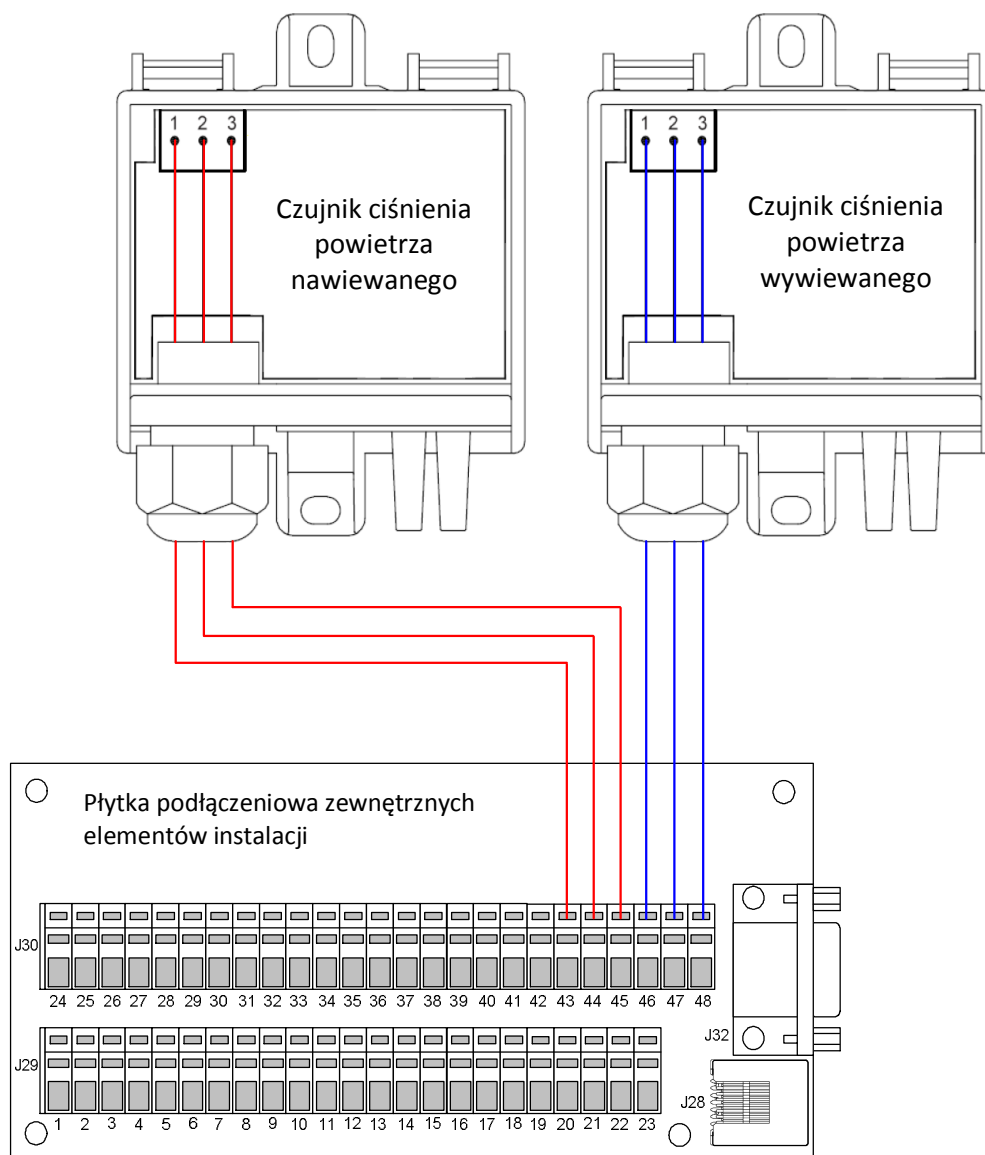 1 2 3
Czujnik ciśnienia
powietrza
nawiewanego
1 2 3
Czujnik ciśnienia
powietrza
wywiewanego
Płytka podłączeniowa zewnętrznych
elementów instalacji
J30
24 25 26 27 28 29 30 31 32 33 34 35 36 37 38 39 40 41 42 43 44 45 46 47 48
J32
J29
1 2 3 4 5 6 7 8 9 10 11 12 13 14 15 16 17 18 19 20 21 22 23
J28